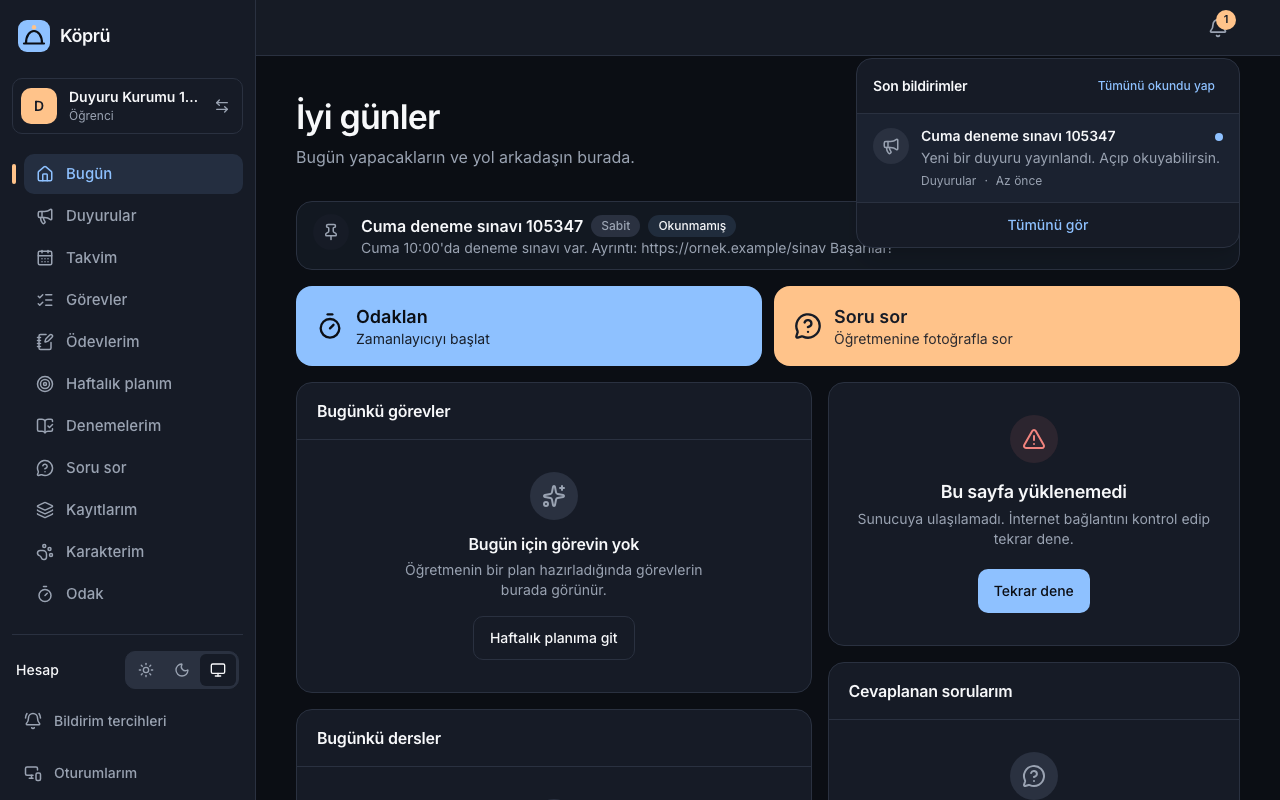 Köprü
D
Duyuru Kurumu 1...
Öğrenci
Bugün
Duyurular
Takvim
Görevler
Ödevlerim
Haftalık planım
Denemelerim
Soru sor
Kayıtlarım
Karakterim
Odak
Hesap
Bildirim tercihleri
Oturumlarım
1
Son bildirimler
Tümünü okundu yap
Cuma deneme sınavı 105347
Yeni bir duyuru yayınlandı. Açıp okuyabilirsin.
Duyurular · Az önce
Tümünü gör
İyi günler
Bugün yapacakların ve yol arkadaşın burada.
Cuma deneme sınavı 105347 Sabit Okunmamış
Cuma 10:00'da deneme sınavı var. Ayrıntı: https://ornek.example/sinav Başarılar!
Odaklan
Zamanlayıcıyı başlat
Soru sor
Öğretmenine fotoğrafla sor
Bugünkü görevler
Bugün için görevin yok
Öğretmenin bir plan hazırladığında görevlerin
burada görünür.
Haftalık planıma git
Bugünkü dersler
Bu sayfa yüklenemedi
Sunucuya ulaşılamadı. İnternet bağlantını kontrol edip
tekrar dene.
Tekrar dene
Cevaplanan sorularım